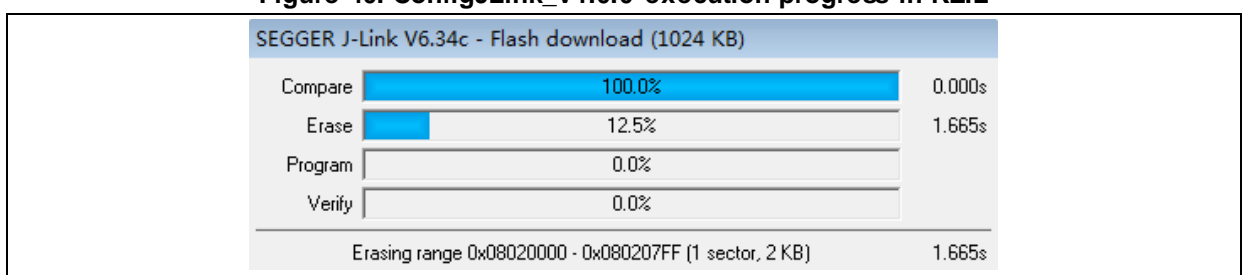 SEGGER J-Link V6.34c - Flash download (1024 KB)
Compare 100.0% 0.000s
Erase 12.5% 1.665s
Program 0.0%
Verify 0.0%
Erasing range 0x08020000 - 0x080207FF (1 sector, 2 KB) 1.665s